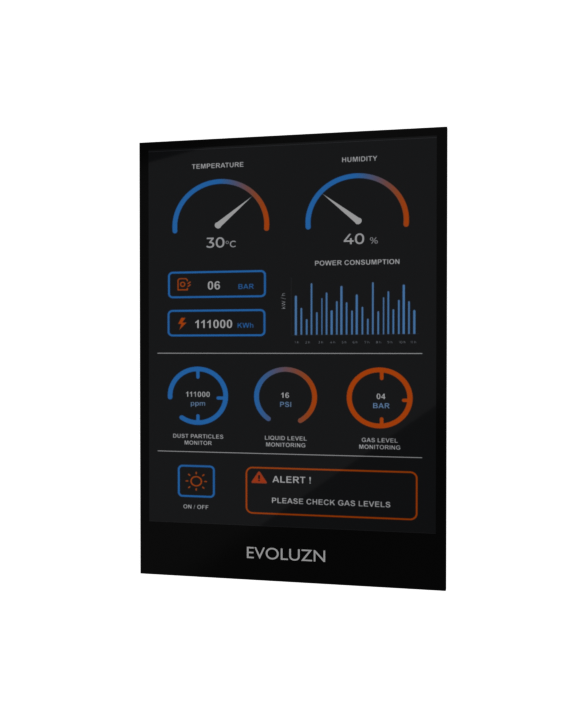 TEMPERATURE
HUMIDITY
30°C
40 %
POWER CONSUMPTION
06 BAR
kW / h
111000 KWh
111000
ppm
16
PSI
04
BAR
DUST PARTICLES
MONITOR
LIQUID LEVEL
MONITORING
GAS LEVEL
MONITORING
ALERT !
PLEASE CHECK GAS LEVELS
ON / OFF
EVOLUZN